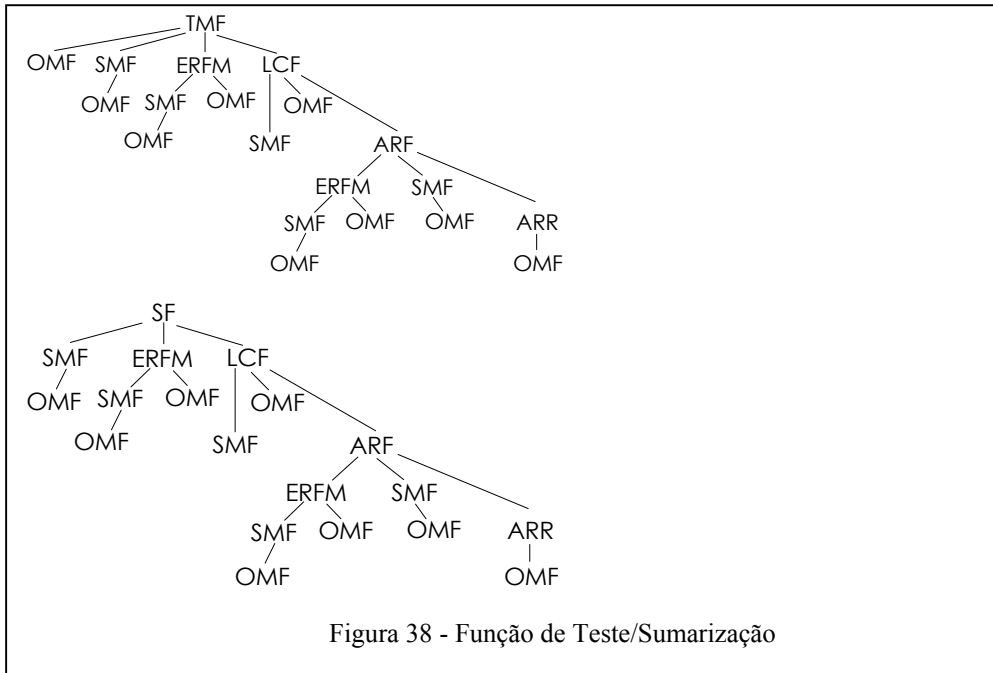 TMF
OMF SMF ERFM LCF
OMF SMF OMF OMF
OMF SMF ARF
ERFM SMF
SMF OMF OMF ARR
OMF OMF
SF
SMF ERFM LCF
OMF SMF OMF OMF
OMF SMF ARF
ERFM SMF
SMF OMF OMF ARR
OMF OMF
Figura 38 - Função de Teste/Sumarização